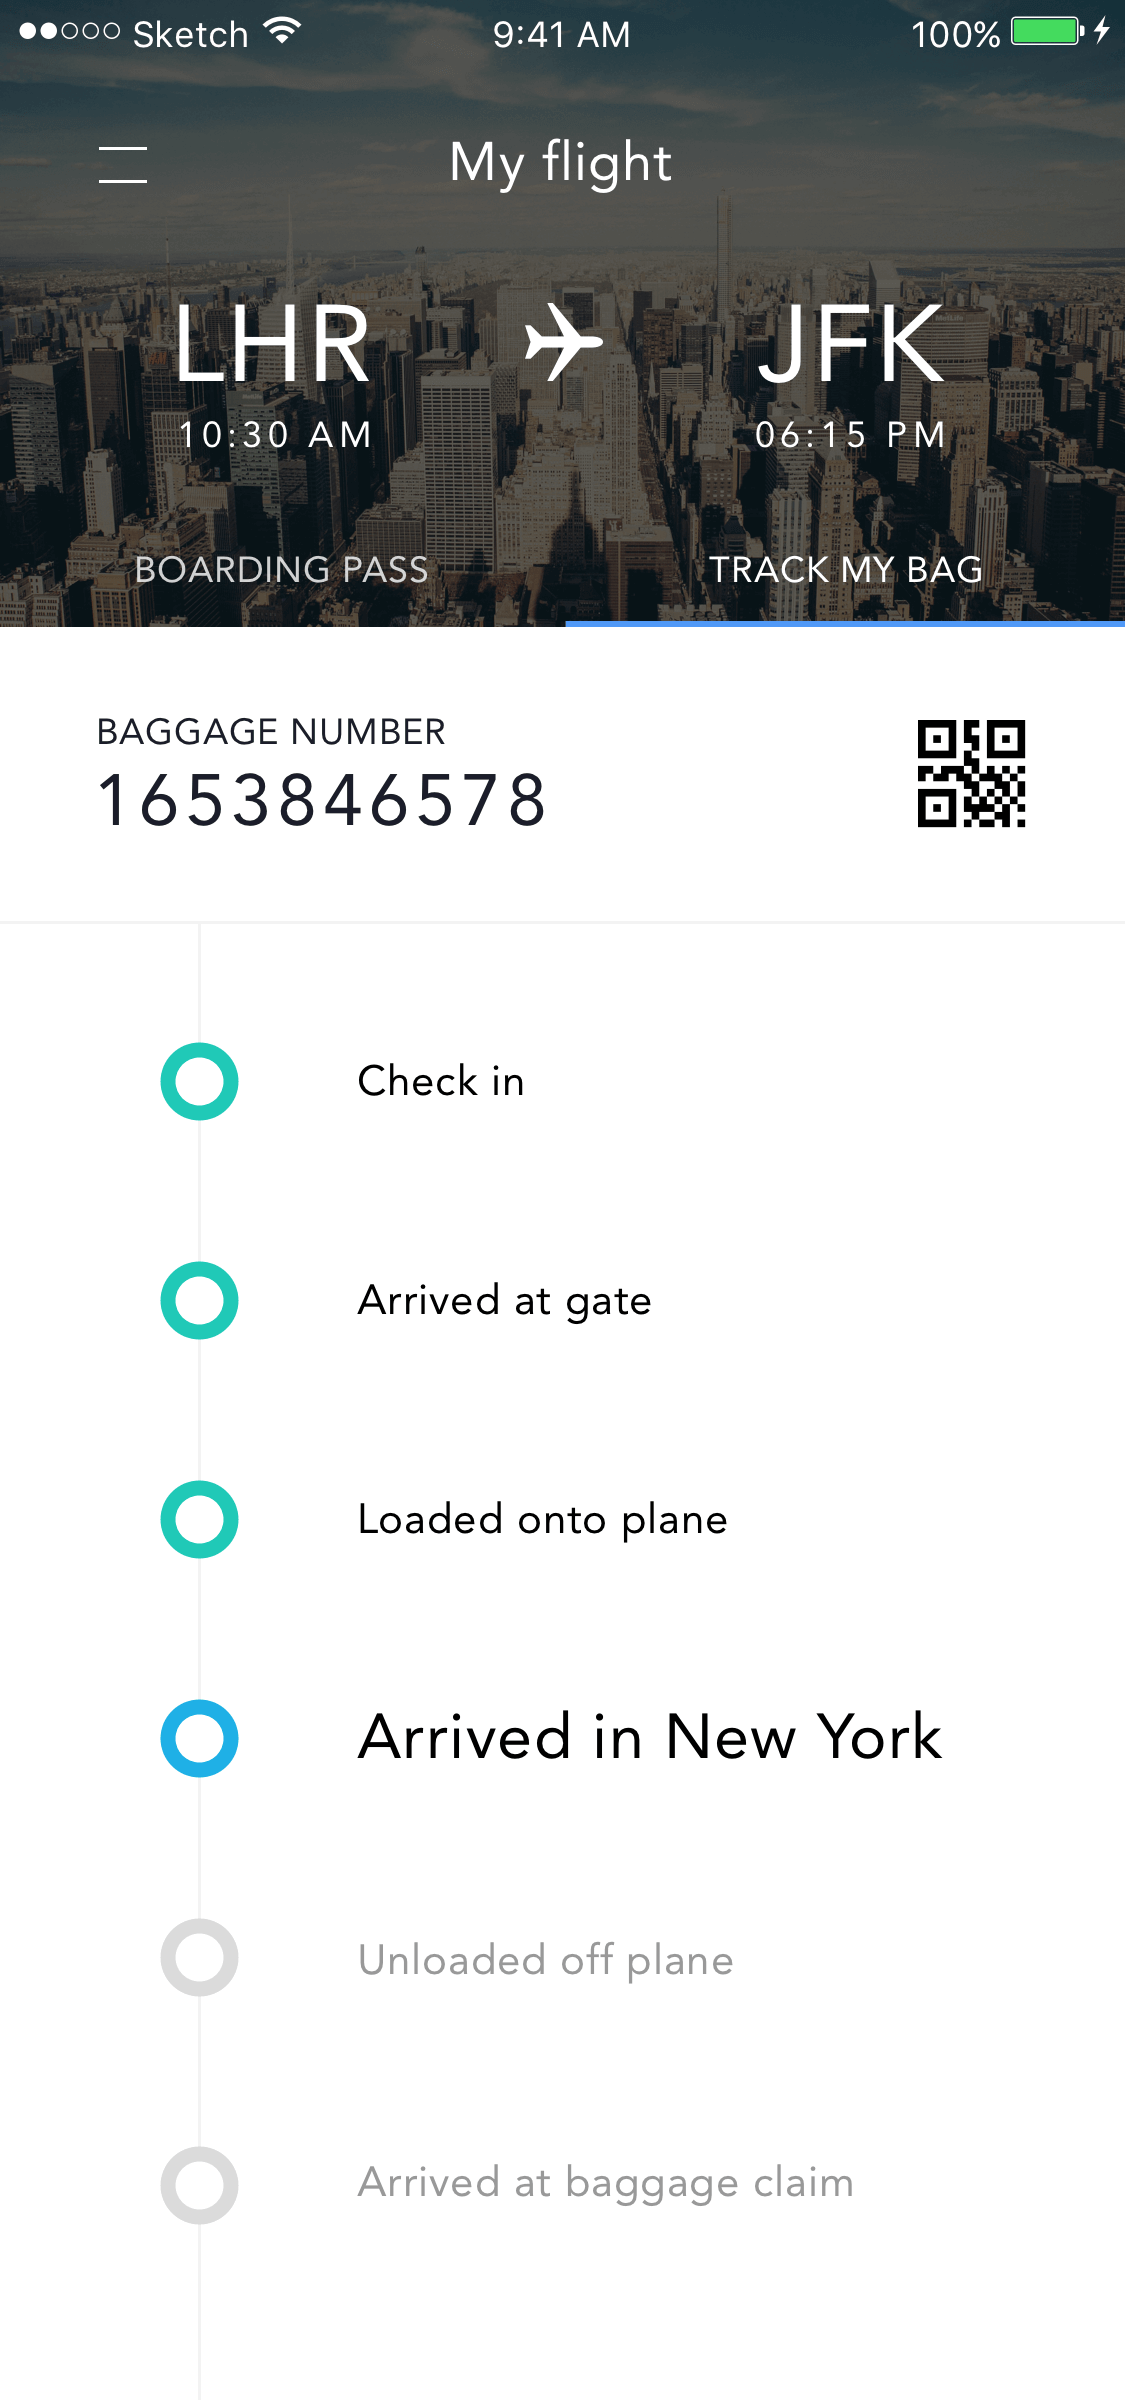 Sketch 9:41 AM 100%
My flight
LHR JFK
10:30 AM 06:15 PM
BOARDING PASS TRACK MY BAG
BAGGAGE NUMBER
1653846578
Check in
Arrived at gate
Loaded onto plane
Arrived in New York
Unloaded off plane
Arrived at baggage claim